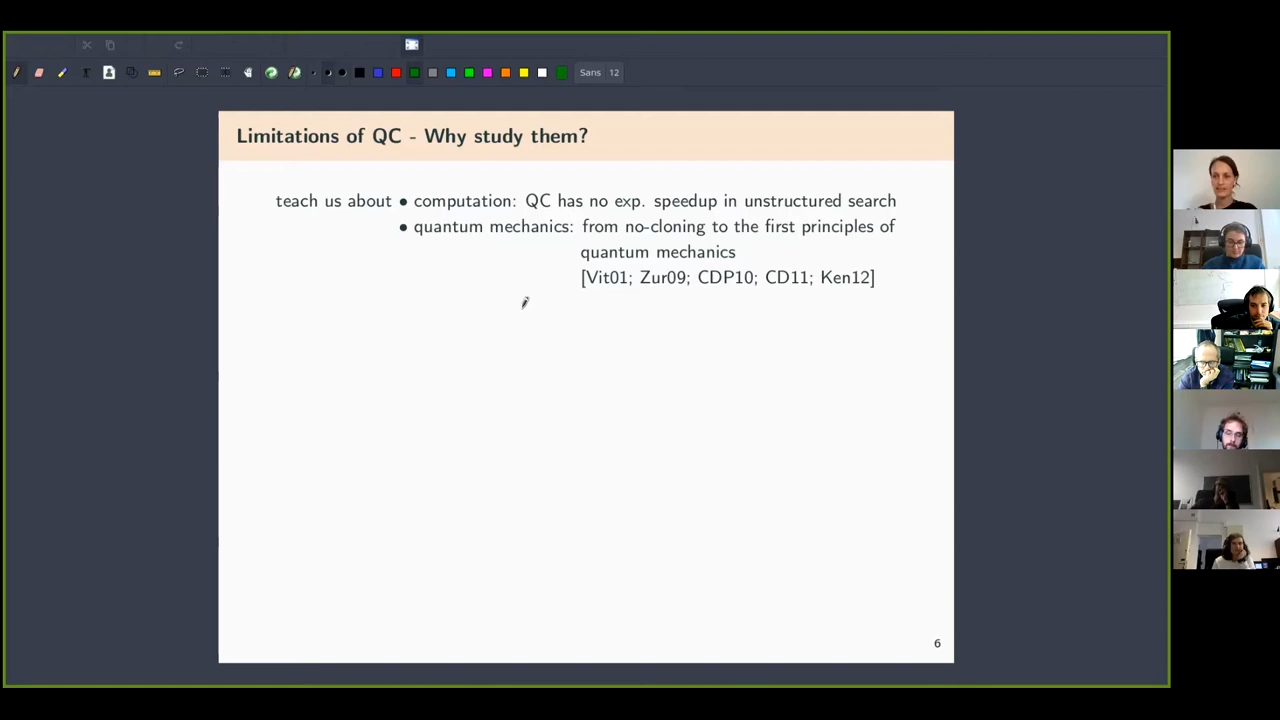 Sans 12
Limitations of QC - Why study them?
teach us about • computation: QC has no exp. speedup in unstructured search
• quantum mechanics: from no-cloning to the first principles of
quantum mechanics
[Vit01; Zur09; CDP10; CD11; Ken12]
6